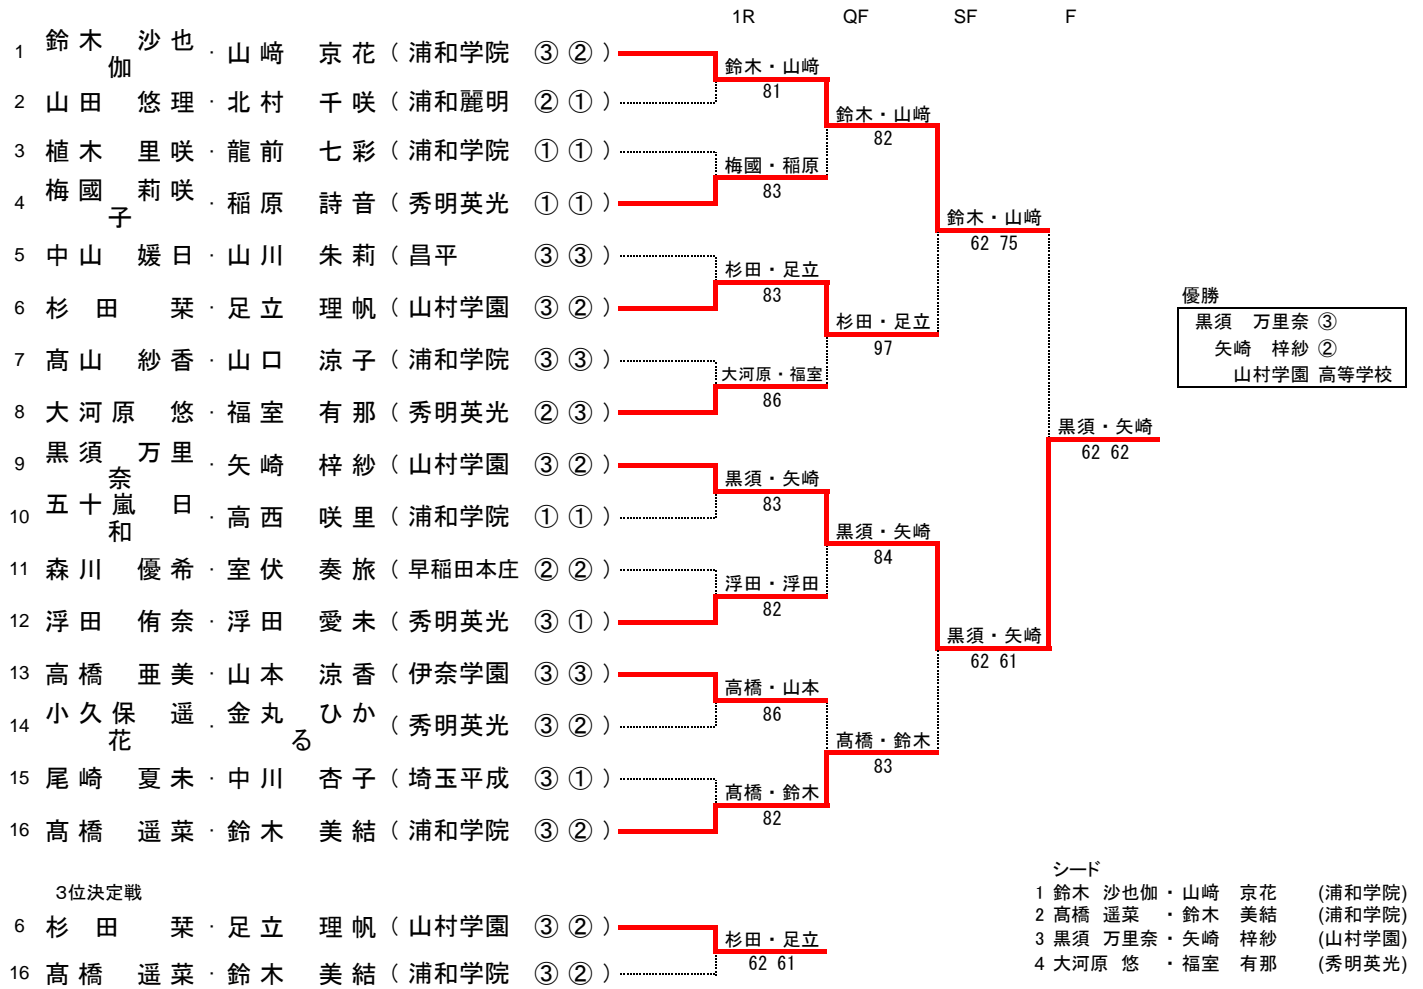 1R QF SF F
1 鈴木 沙也伽・山﨑 京花（浦和学院 ③ ②）
2 山田 悠理・北村 千咲（浦和麗明 ② ①）
3 植木 里咲・龍前 七彩（浦和学院 ① ①）
4 梅國 莉咲子・稲原 詩音（秀明英光 ① ①）
5 中山 媛日・山川 朱莉（昌平 ③ ③）
6 杉田 栞・足立 理帆（山村学園 ③ ②）
7 髙山 紗香・山口 涼子（浦和学院 ③ ③）
8 大河原 悠・福室 有那（秀明英光 ② ③）
9 黒須 万里奈・矢崎 梓紗（山村学園 ③ ②）
10 五十嵐 日和・高西 咲里（浦和学院 ① ①）
11 森川 優希・室伏 奏旅（早稲田本庄 ② ②）
12 浮田 侑奈・浮田 愛未（秀明英光 ③ ①）
13 高橋 亜美・山本 涼香（伊奈学園 ③ ③）
14 小久保 遥花・金丸 ひかる（秀明英光 ③ ②）
15 尾崎 夏未・中川 杏子（埼玉平成 ③ ①）
16 髙橋 遥菜・鈴木 美結（浦和学院 ③ ②）
鈴木・山﨑
81
梅國・稲原
83
杉田・足立
83
大河原・福室
86
黒須・矢崎
83
浮田・浮田
82
高橋・山本
86
髙橋・鈴木
82
鈴木・山﨑
82
杉田・足立
97
黒須・矢崎
84
髙橋・鈴木
83
鈴木・山﨑
62 75
黒須・矢崎
62 61
黒須・矢崎
62 62
優勝
黒須 万里奈 ③
矢崎 梓紗 ②
山村学園 高等学校
3位決定戦
6 杉田 栞・足立 理帆（山村学園 ③ ②）
16 髙橋 遥菜・鈴木 美結（浦和学院 ③ ②）
杉田・足立
62 61
シード
1 鈴木 沙也伽・山﨑 京花 (浦和学院)
2 髙橋 遥菜 ・鈴木 美結 (浦和学院)
3 黒須 万里奈・矢崎 梓紗 (山村学園)
4 大河原 悠 ・福室 有那 (秀明英光)